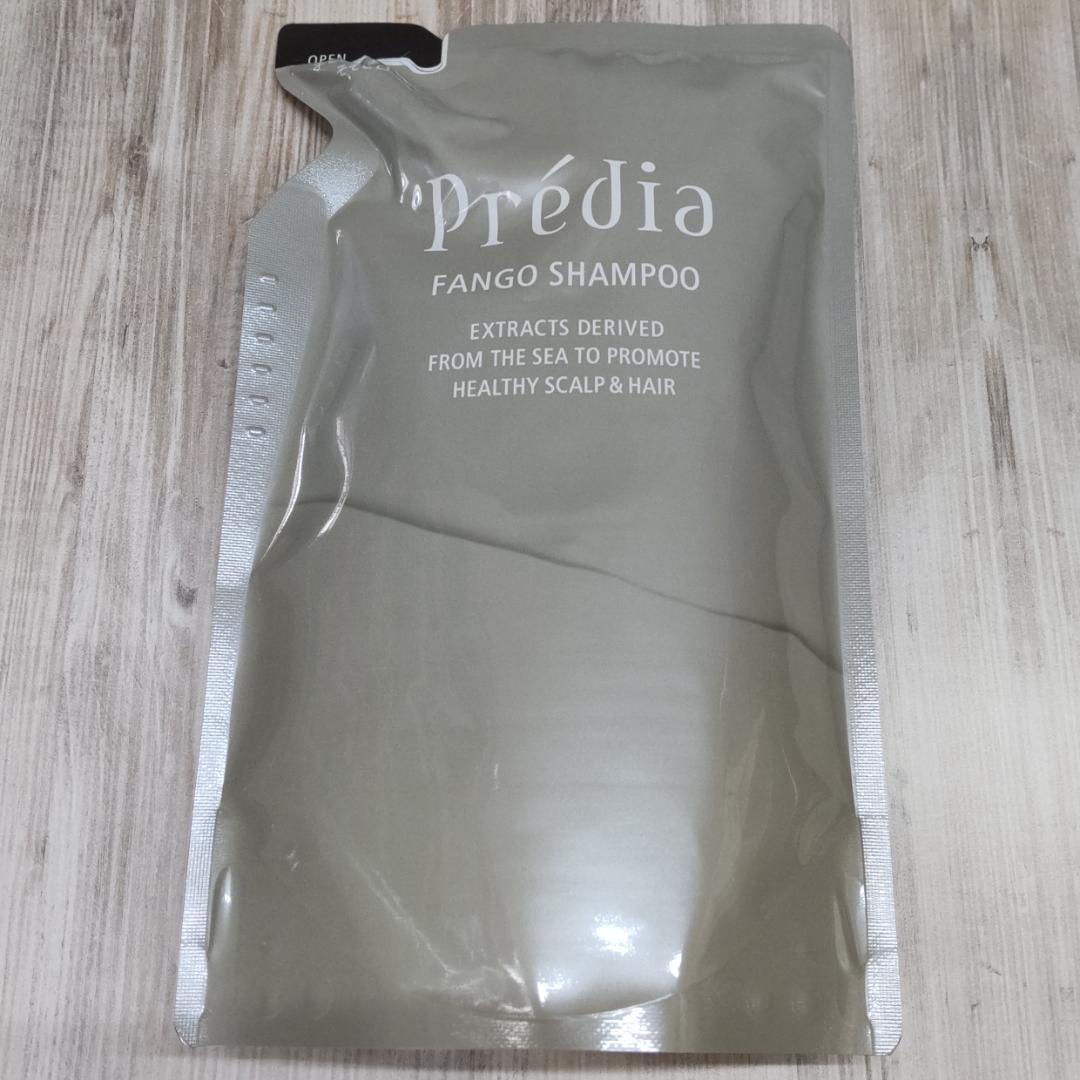 OPEN
Prédia
FANGO SHAMPOO
EXTRACTS DERIVED
FROM THE SEA TO PROMOTE
HEALTHY SCALP & HAIR